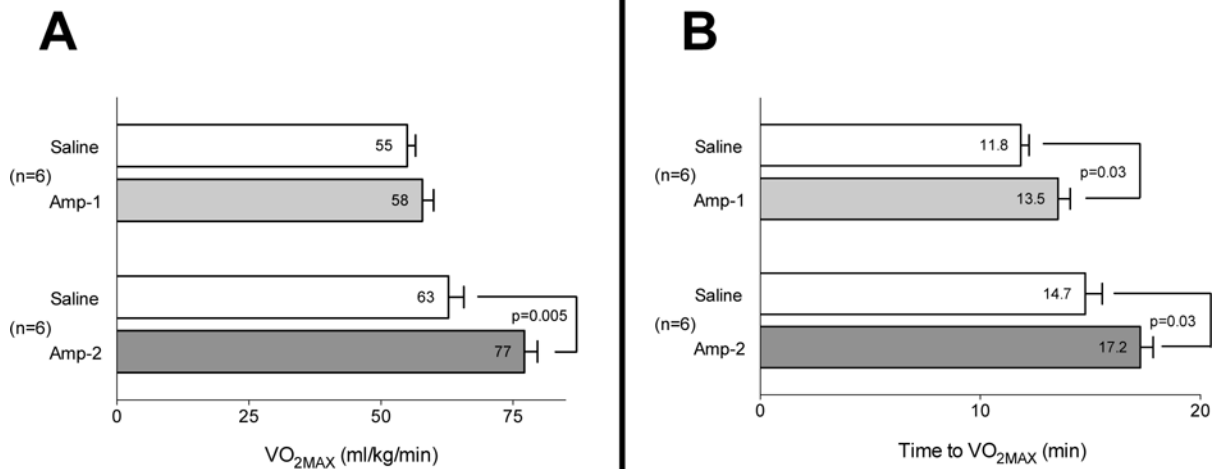 A
Saline
55
(n=6)
Amp-1
58
Saline
63
(n=6)
p=0.005
Amp-2
77
0
25
50
75
VO2MAX (ml/kg/min)
B
Saline
11.8
(n=6)
p=0.03
Amp-1
13.5
Saline
14.7
(n=6)
p=0.03
Amp-2
17.2
0
10
20
Time to VO2MAX (min)